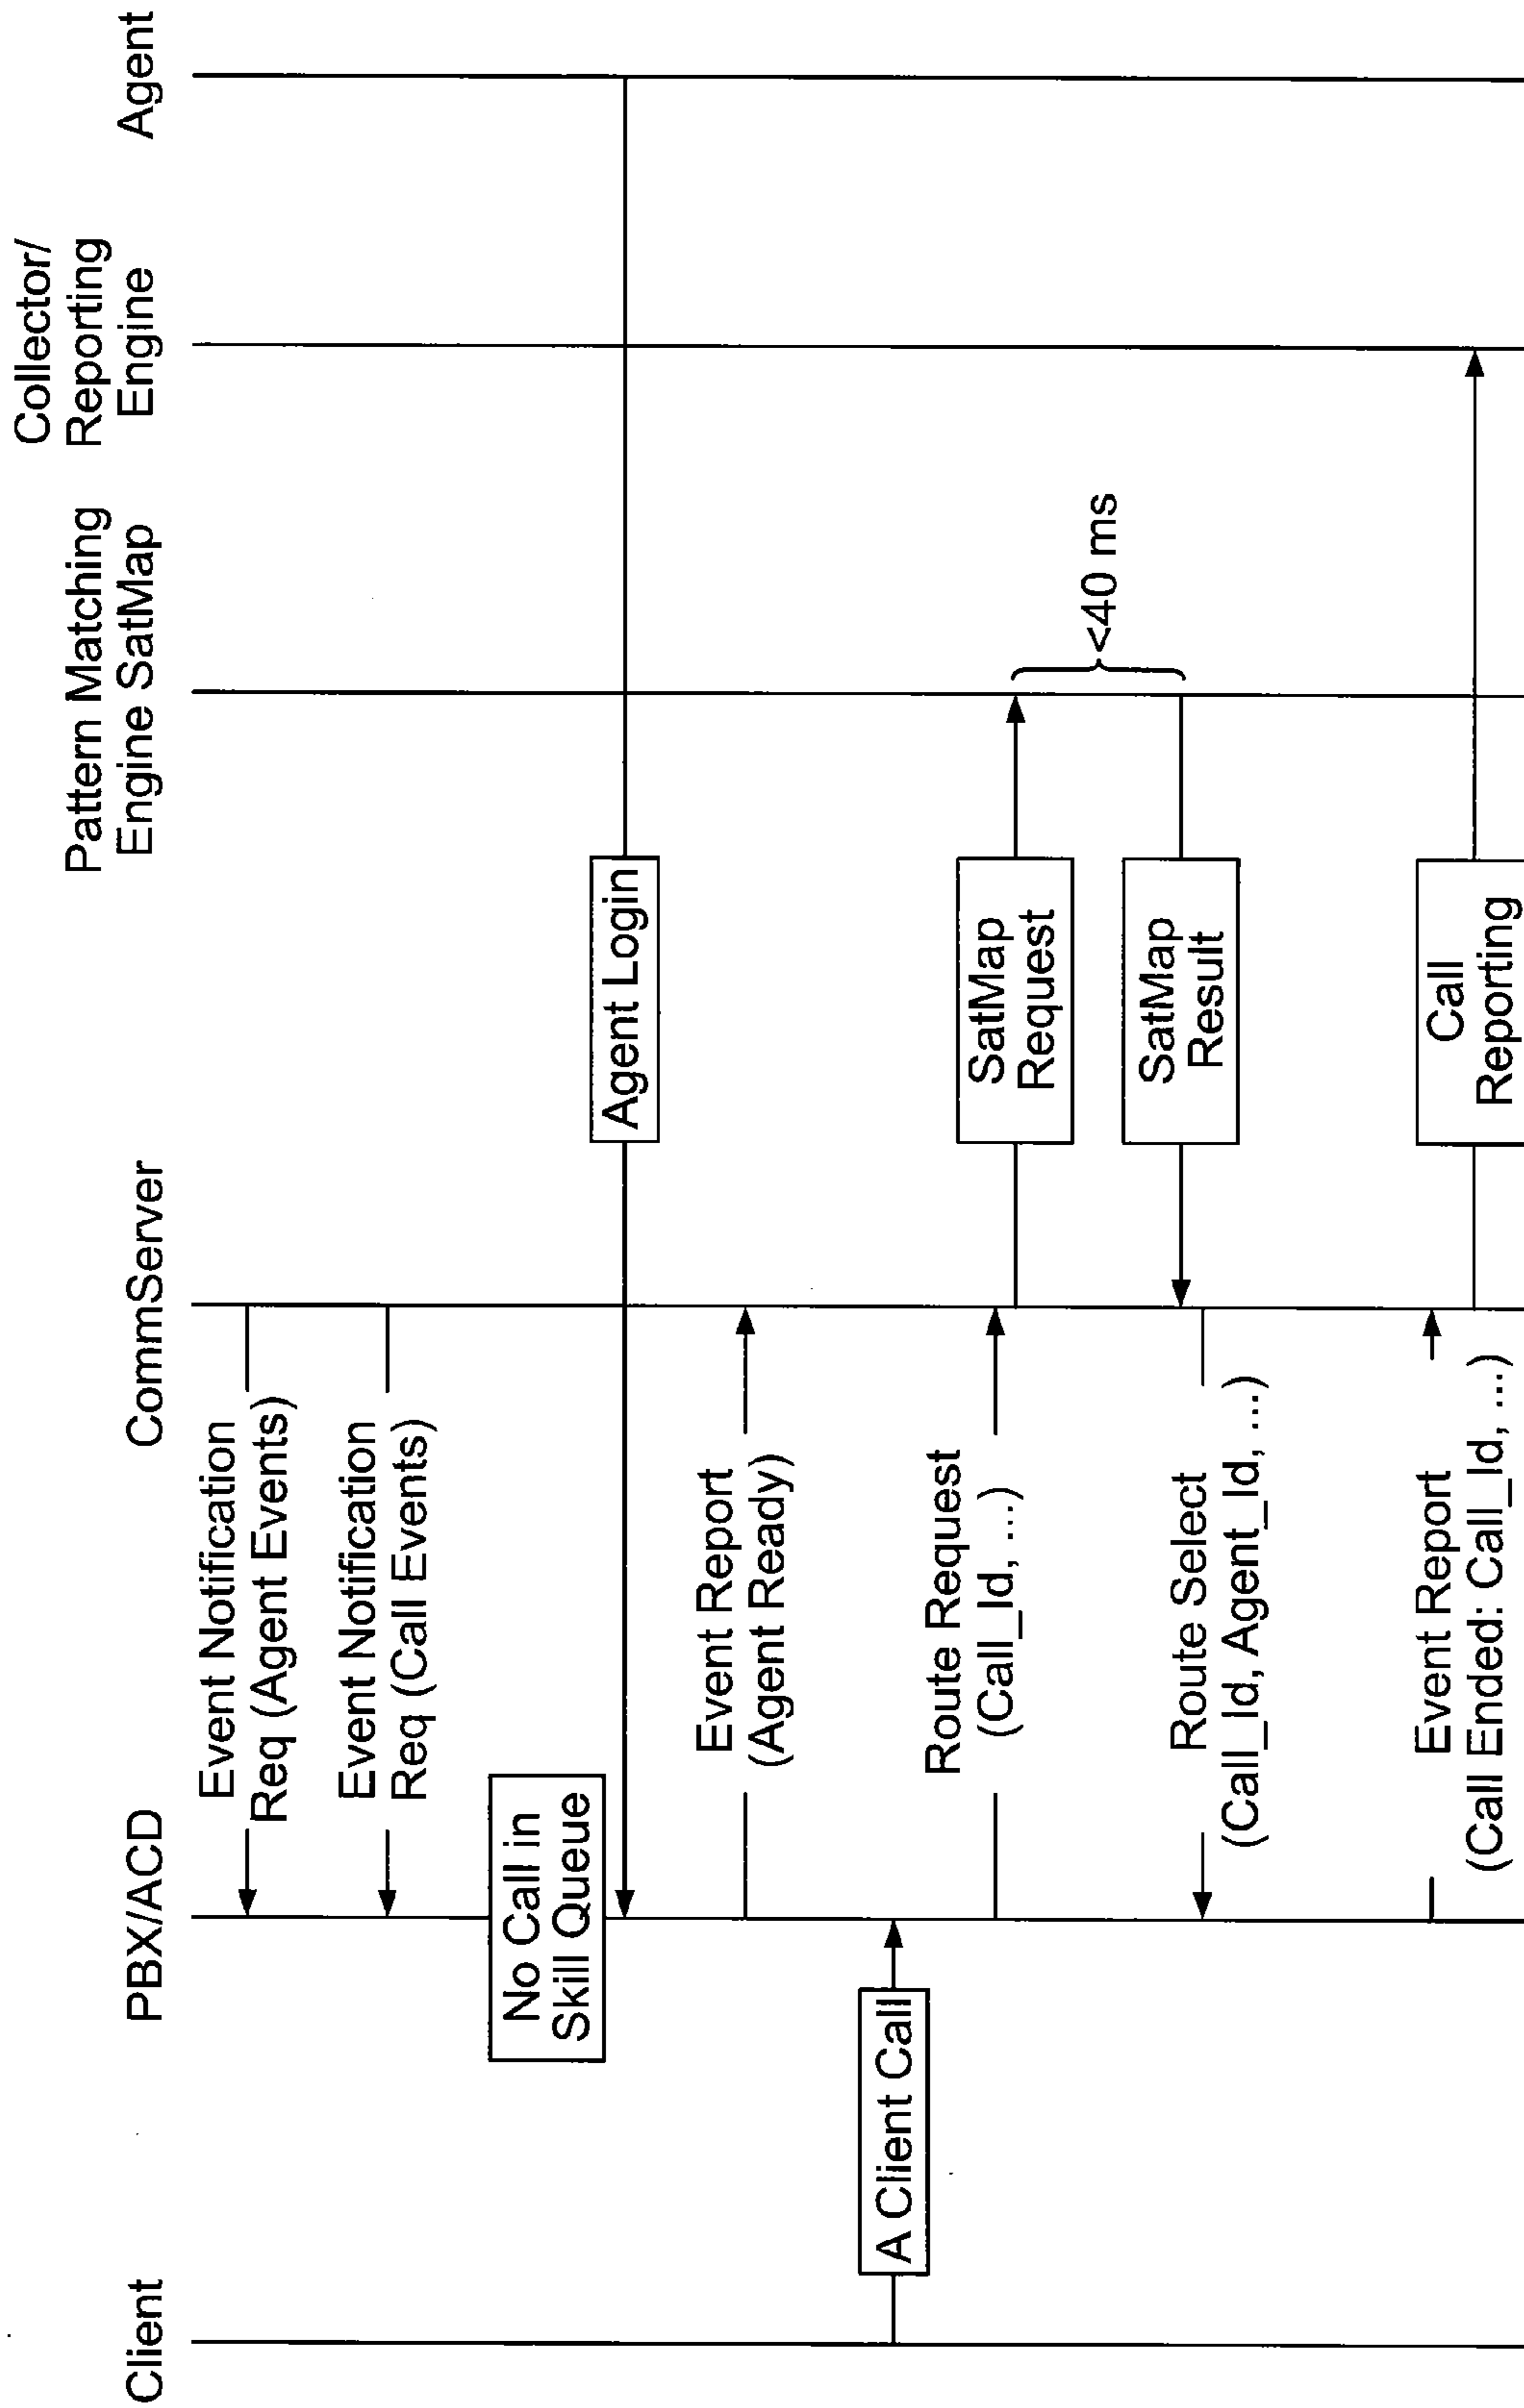 Client
PBX/ACD
CommServer
Pattern Matching
Engine SatMap
Collector/
Reporting
Engine
Agent
Event Notification
Req (Agent Events)
Event Notification
Req (Call Events)
No Call in
Skill Queue
Agent Login
Event Report
(Agent Ready)
A Client Call
Route Request
(Call_Id, ...)
SatMap
Request
<40 ms
SatMap
Result
Route Select
(Call_Id, Agent_Id, ...)
Event Report
(Call Ended: Call_Id, ...)
Call
Reporting